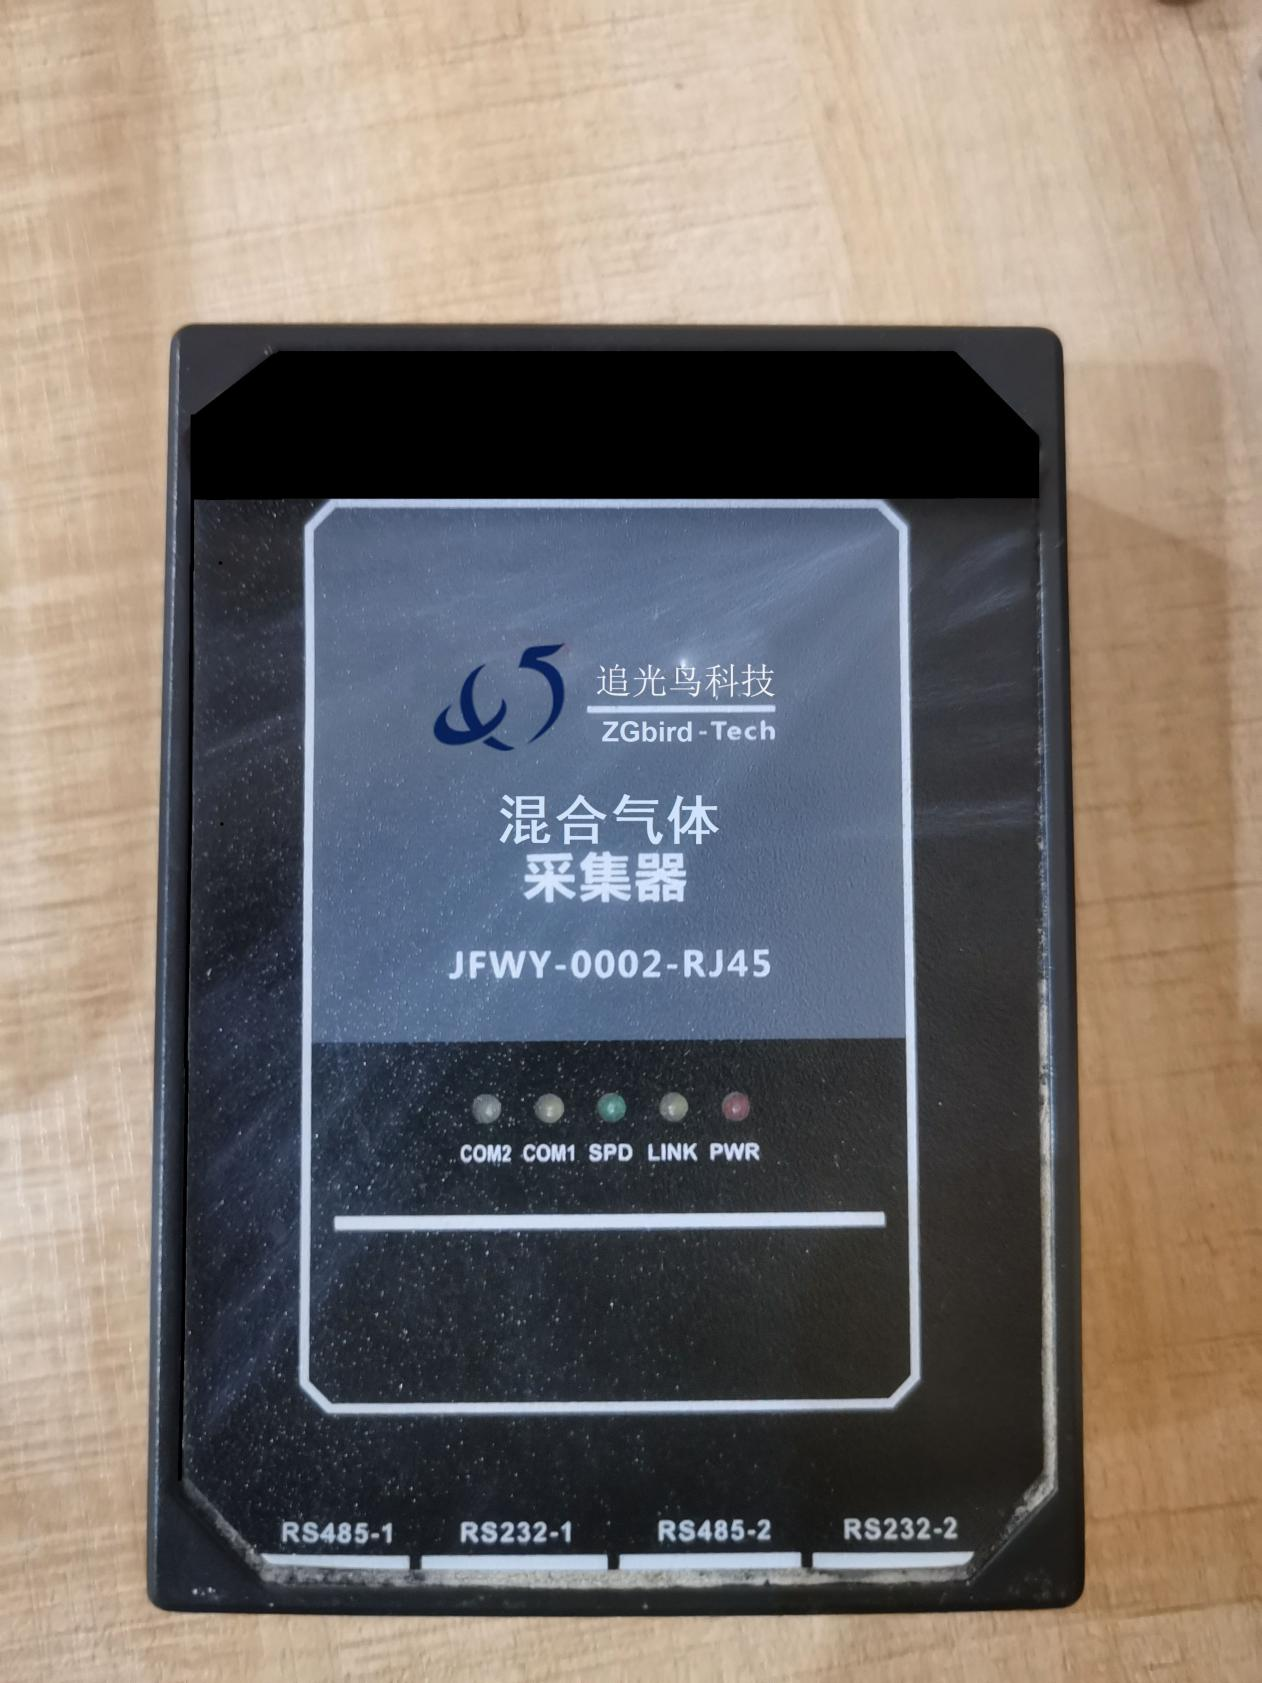 追光鸟科技
ZGbird-Tech
混合气体
采集器
JFWY-0002-RJ45
COM2 COM1 SPD LINK PWR
RS485-1 RS232-1 RS485-2 RS232-2